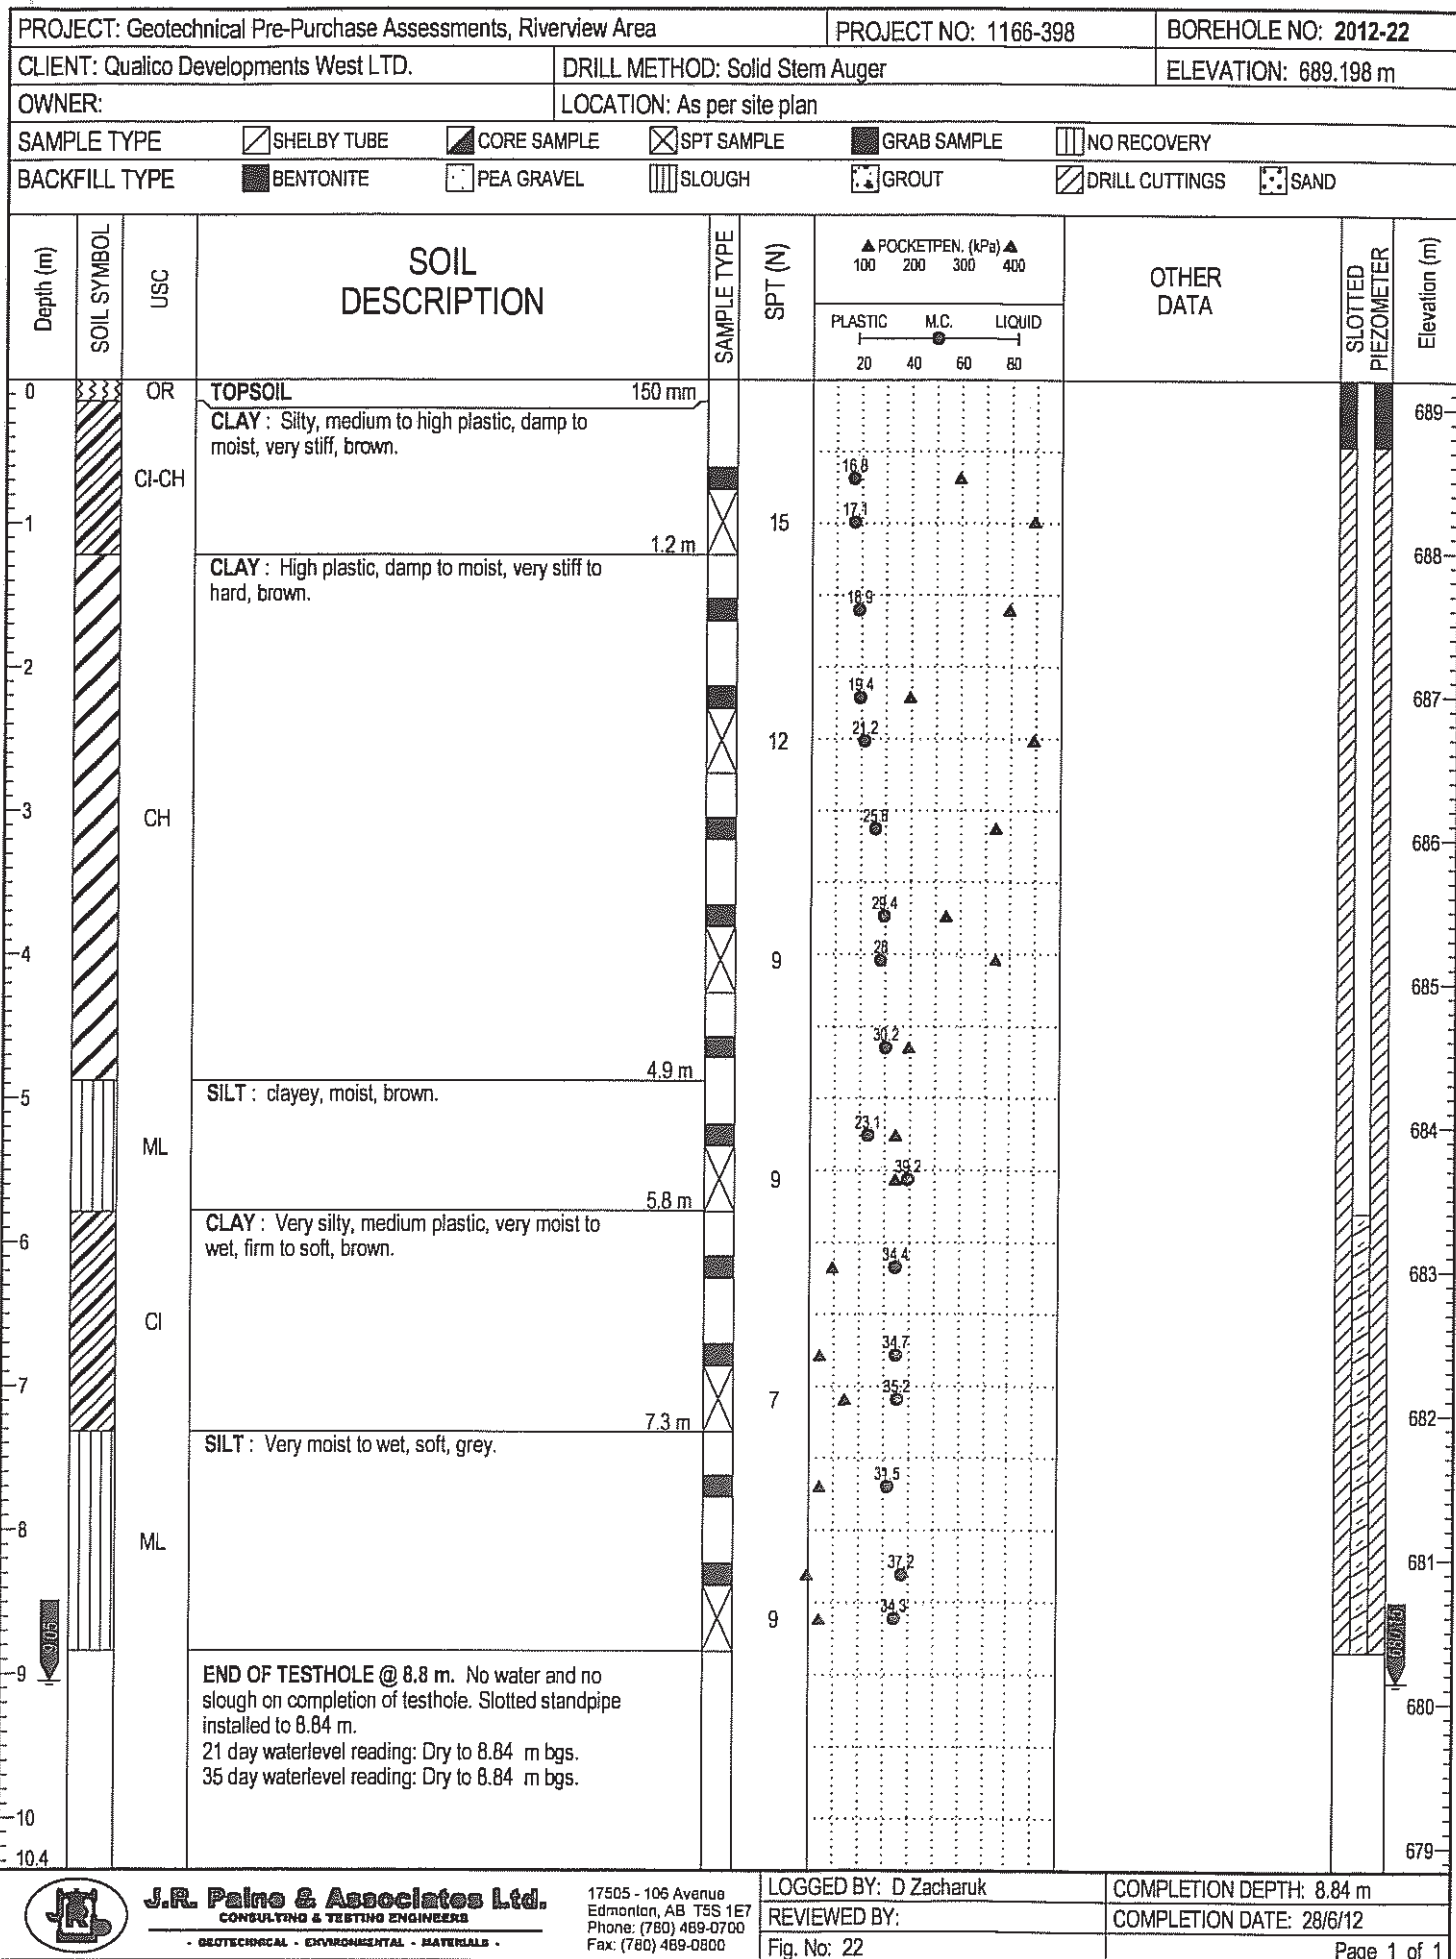 PROJECT: Geotechnical Pre-Purchase Assessments, Riverview Area PROJECT NO: 1166-398 BOREHOLE NO: 2012-22
CLIENT: Qualico Developments West LTD. DRILL METHOD: Solid Stem Auger ELEVATION: 689.198 m
OWNER: LOCATION: As per site plan
SAMPLE TYPE SHELBY TUBE CORE SAMPLE SPT SAMPLE GRAB SAMPLE NO RECOVERY
BACKFILL TYPE BENTONITE PEA GRAVEL SLOUGH GROUT DRILL CUTTINGS SAND
Depth (m)
SOIL SYMBOL
USC
SOIL
DESCRIPTION
SAMPLE TYPE
SPT (N)
▲ POCKETPEN. (kPa) ▲
100 200 300 400
PLASTIC M.C. LIQUID
20 40 60 80
OTHER
DATA
SLOTTED
PIEZOMETER
Elevation (m)
0 OR TOPSOIL 150 mm
689
CLAY : Silty, medium to high plastic, damp to
moist, very stiff, brown.
CI-CH
16.8
1 15 17.1
1.2 m
688
CLAY : High plastic, damp to moist, very stiff to
hard, brown.
18.9
2
19.4
687
12 21.2
3 CH
25.8
686
29.4
4 9 28
685
30.2
4.9 m
5 SILT : clayey, moist, brown.
23.1
684
ML
9 39.2
5.8 m
CLAY : Very silty, medium plastic, very moist to
wet, firm to soft, brown.
6
34.4
683
CI
34.7
7 7 35.2
7.3 m
682
SILT : Very moist to wet, soft, grey.
31.5
8 ML
681
37.2
9 34.3
9.05
9
END OF TESTHOLE @ 8.8 m. No water and no
slough on completion of testhole. Slotted standpipe
installed to 8.84 m.
680
21 day waterlevel reading: Dry to 8.84 m bgs.
35 day waterlevel reading: Dry to 8.84 m bgs.
10
10.4
679
J.R. Paine & Associates Ltd.
CONSULTING & TESTING ENGINEERS
- GEOTECHNICAL - ENVIRONMENTAL - MATERIALS -
17505 - 106 Avenue
Edmonton, AB T5S 1E7
Phone: (780) 489-0700
Fax: (780) 489-0800
LOGGED BY: D Zacharuk COMPLETION DEPTH: 8.84 m
REVIEWED BY: COMPLETION DATE: 28/6/12
Fig. No: 22 Page 1 of 1